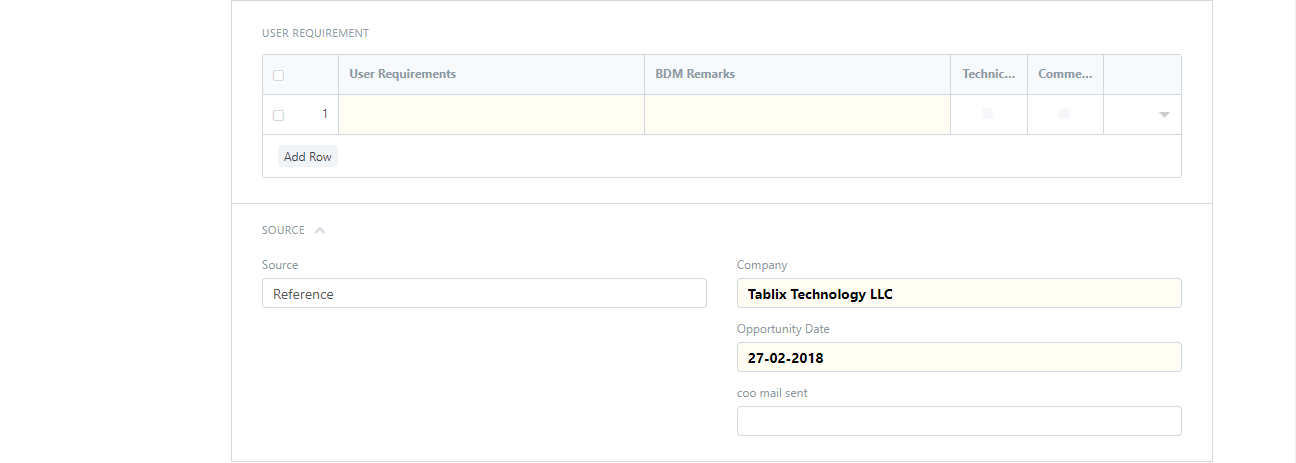 USER REQUIREMENT
User Requirements BDM Remarks Technic... Comme...
1
Add Row
SOURCE
Source
Reference
Company
Tablix Technology LLC
Opportunity Date
27-02-2018
coo mail sent